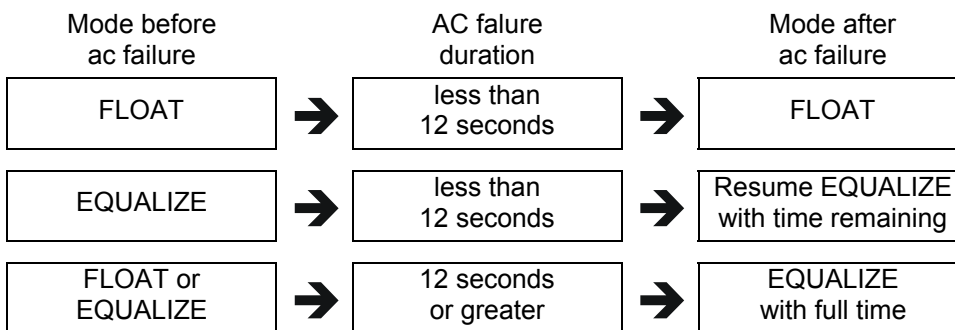 Mode before
ac failure
AC falure
duration
Mode after
ac failure
FLOAT
less than
12 seconds
FLOAT
EQUALIZE
less than
12 seconds
Resume EQUALIZE
with time remaining
FLOAT or
EQUALIZE
12 seconds
or greater
EQUALIZE
with full time